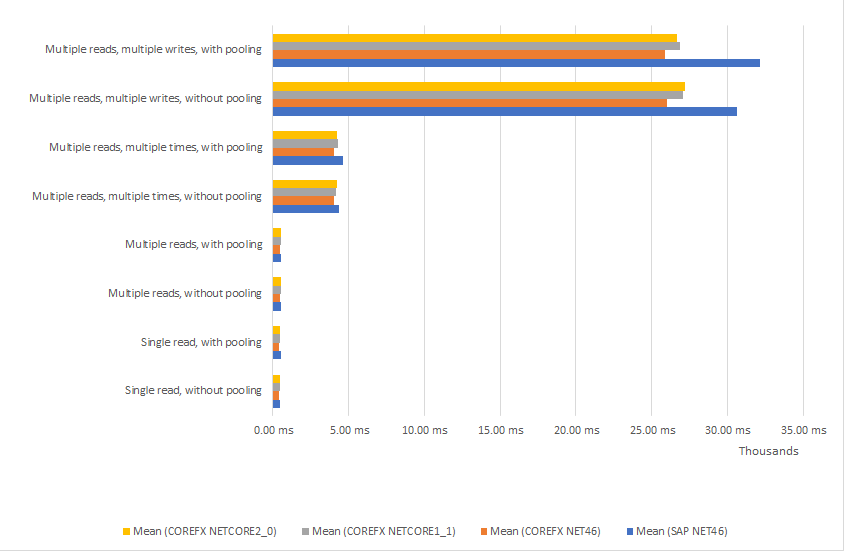 Multiple reads, multiple writes, with pooling
Multiple reads, multiple writes, without pooling
Multiple reads, multiple times, with pooling
Multiple reads, multiple times, without pooling
Multiple reads, with pooling
Multiple reads, without pooling
Single read, with pooling
Single read, without pooling
0.00 ms 5.00 ms 10.00 ms 15.00 ms 20.00 ms 25.00 ms 30.00 ms 35.00 ms
Thousands
Mean (COREFX NETCORE2_0) Mean (COREFX NETCORE1_1) Mean (COREFX NET46) Mean (SAP NET46)